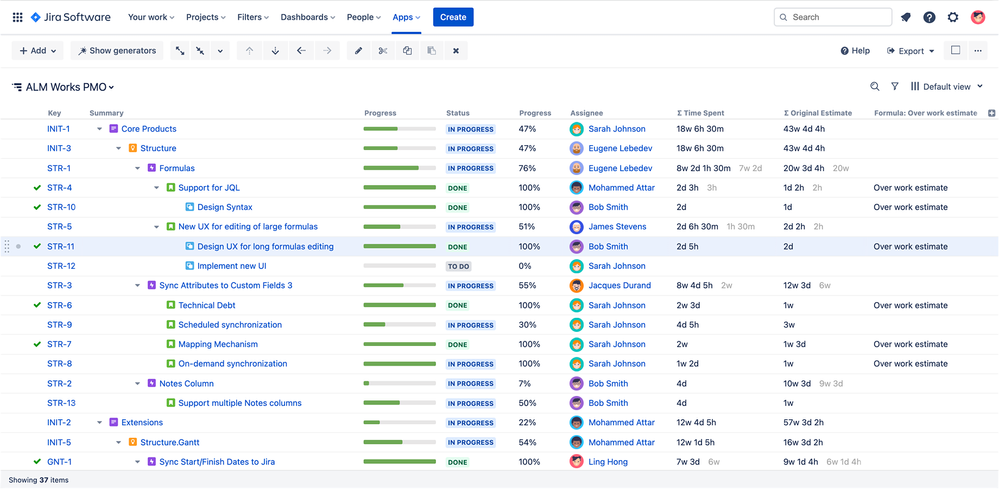 Jira Software Your work Projects Filters Dashboards People Apps Create Search
+ Add Show generators Help Export
ALM Works PMO Default view
Key Summary Progress Status Progress Assignee Σ Time Spent Σ Original Estimate Formula: Over work estimate
INIT-1 Core Products IN PROGRESS 47% Sarah Johnson 18w 6h 30m 43w 4d 4h
INIT-3 Structure IN PROGRESS 47% Eugene Lebedev 18w 6h 30m 43w 4d 4h
STR-1 Formulas IN PROGRESS 76% Eugene Lebedev 8w 2d 1h 30m 7w 2d 20w 3d 4h 20w
STR-4 Support for JQL DONE 100% Mohammed Attar 2d 3h 3h 1d 2h 2h Over work estimate
STR-10 Design Syntax DONE 100% Bob Smith 2d 1d Over work estimate
STR-5 New UX for editing of large formulas IN PROGRESS 51% James Stevens 2d 6h 30m 1h 30m 2d 2h 2h Over work estimate
STR-11 Design UX for long formulas editing DONE 100% Bob Smith 2d 5h 2d Over work estimate
STR-12 Implement new UI TO DO 0% Sarah Johnson
STR-3 Sync Attributes to Custom Fields 3 IN PROGRESS 55% Jacques Durand 8w 4d 5h 2w 12w 3d 6w
STR-6 Technical Debt DONE 100% Sarah Johnson 2w 3d 1w Over work estimate
STR-9 Scheduled synchronization IN PROGRESS 30% Sarah Johnson 4d 5h 3w
STR-7 Mapping Mechanism DONE 100% Sarah Johnson 2w 1w 3d Over work estimate
STR-8 On-demand synchronization IN PROGRESS 100% Sarah Johnson 1w 2d 1w Over work estimate
STR-2 Notes Column IN PROGRESS 7% Bob Smith 4d 10w 3d 9w 3d
STR-13 Support multiple Notes columns IN PROGRESS 50% Bob Smith 4d 1w
INIT-2 Extensions IN PROGRESS 22% Mohammed Attar 12w 4d 5h 57w 3d 2h
INIT-5 Structure.Gantt IN PROGRESS 54% Mohammed Attar 12w 1d 5h 16w 3d 2h
GNT-1 Sync Start/Finish Dates to Jira DONE 100% Ling Hong 7w 3d 6w 9w 1d 4h 6w 1d 4h
Showing 37 items